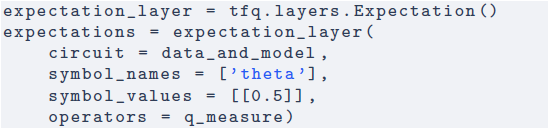 expectation_layer = tfq.layers.Expectation()
expectations = expectation_layer(
    circuit = data_and_model,
    symbol_names = [’theta’],
    symbol_values = [[0.5]],
    operators = q_measure)